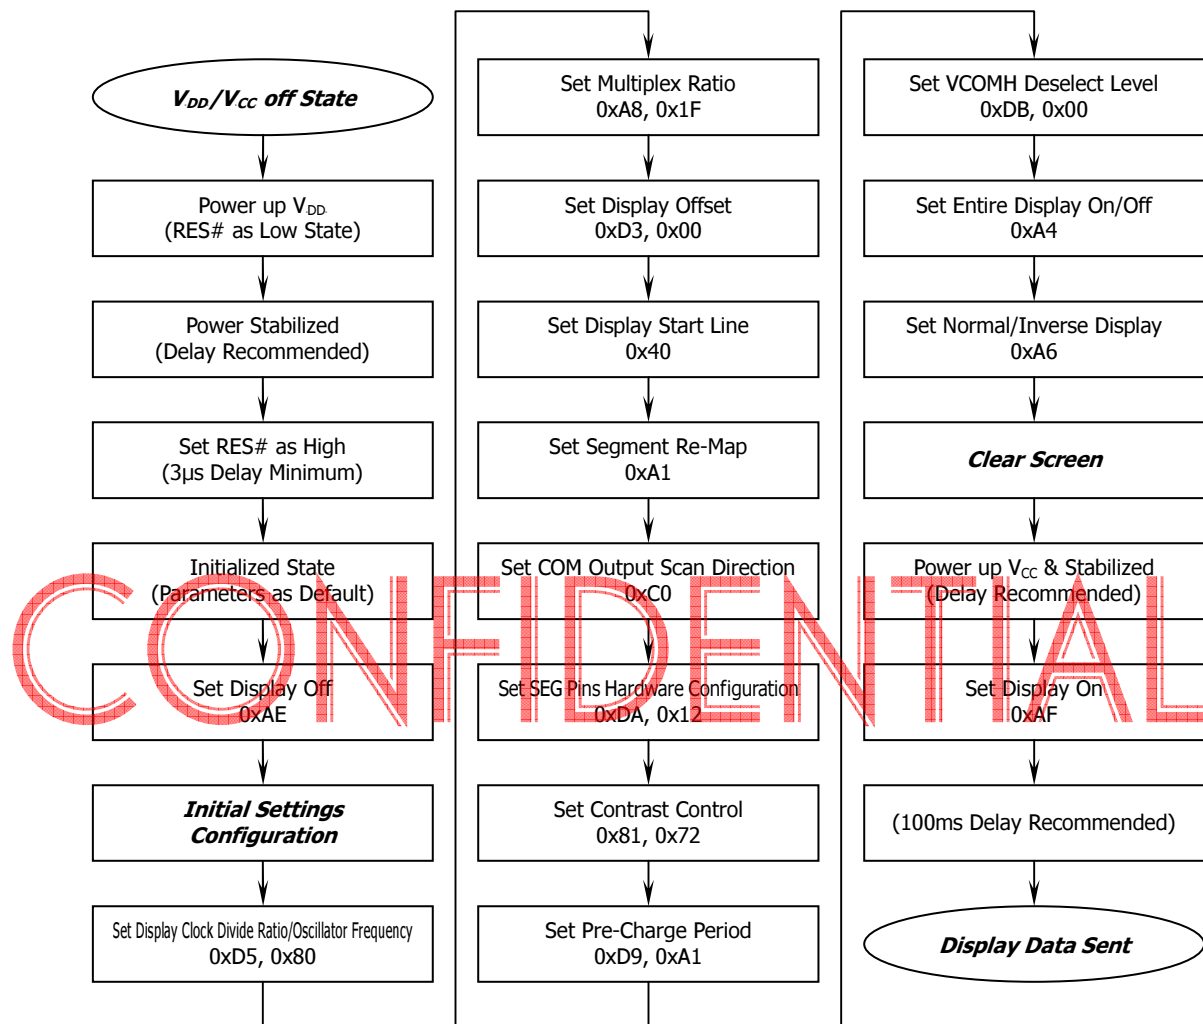 V_DD/V_CC off State
Power up V_DD.
(RES# as Low State)
Power Stabilized
(Delay Recommended)
Set RES# as High
(3µs Delay Minimum)
Initialized State
(Parameters as Default)
Set Display Off
0xAE
Initial Settings
Configuration
Set Display Clock Divide Ratio/Oscillator Frequency
0xD5, 0x80
Set Multiplex Ratio
0xA8, 0x1F
Set Display Offset
0xD3, 0x00
Set Display Start Line
0x40
Set Segment Re-Map
0xA1
Set COM Output Scan Direction
0xC0
Set SEG Pins Hardware Configuration
0xDA, 0x12
Set Contrast Control
0x81, 0x72
Set Pre-Charge Period
0xD9, 0xA1
Set VCOMH Deselect Level
0xDB, 0x00
Set Entire Display On/Off
0xA4
Set Normal/Inverse Display
0xA6
Clear Screen
Power up V_CC & Stabilized
(Delay Recommended)
Set Display On
0xAF
(100ms Delay Recommended)
Display Data Sent
CONFIDENTIAL